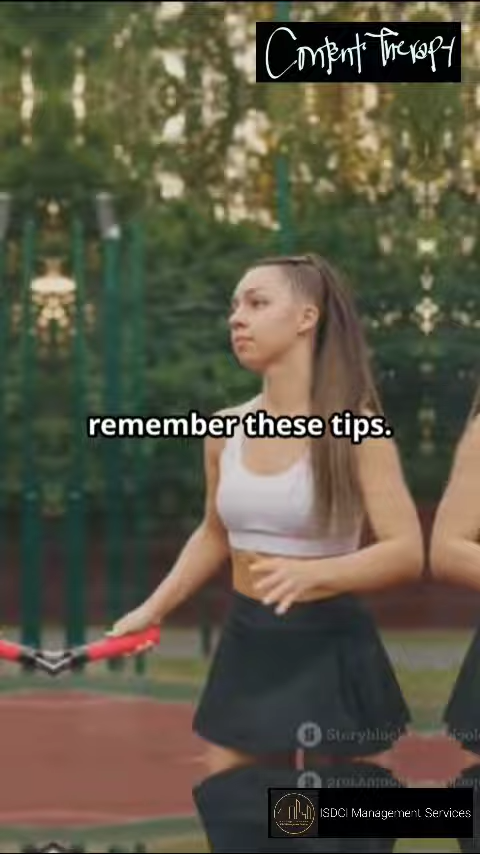 Content Therapy
remember these tips.
Storyblocks
ISDCI Management Services